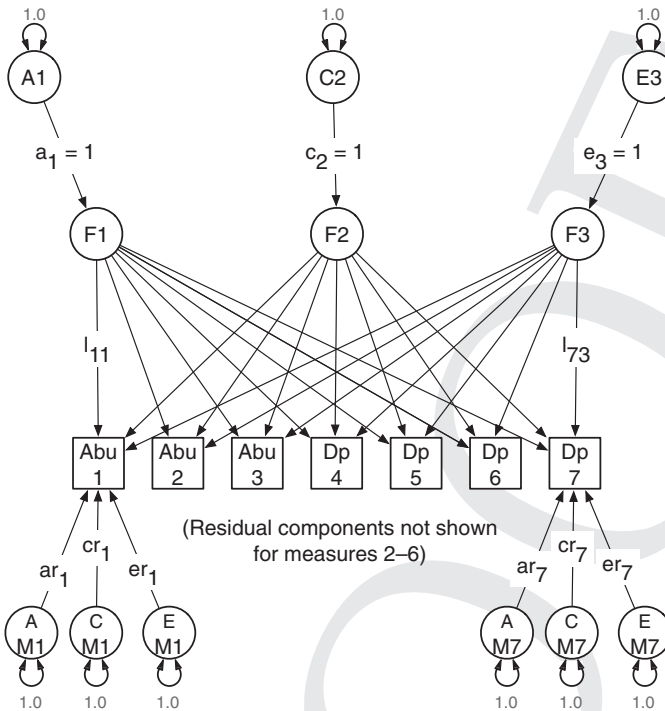 1.0 1.0 1.0
A1 C2 E3
a1 = 1 c2 = 1 e3 = 1
F1 F2 F3
l11 l73
Abu Abu Abu Dp Dp Dp Dp
1 2 3 4 5 6 7
(Residual components not shown
for measures 2–6)
ar1 cr1 er1 ar7 cr7 er7
A C E A C E
M1 M1 M1 M7 M7 M7
1.0 1.0 1.0 1.0 1.0 1.0